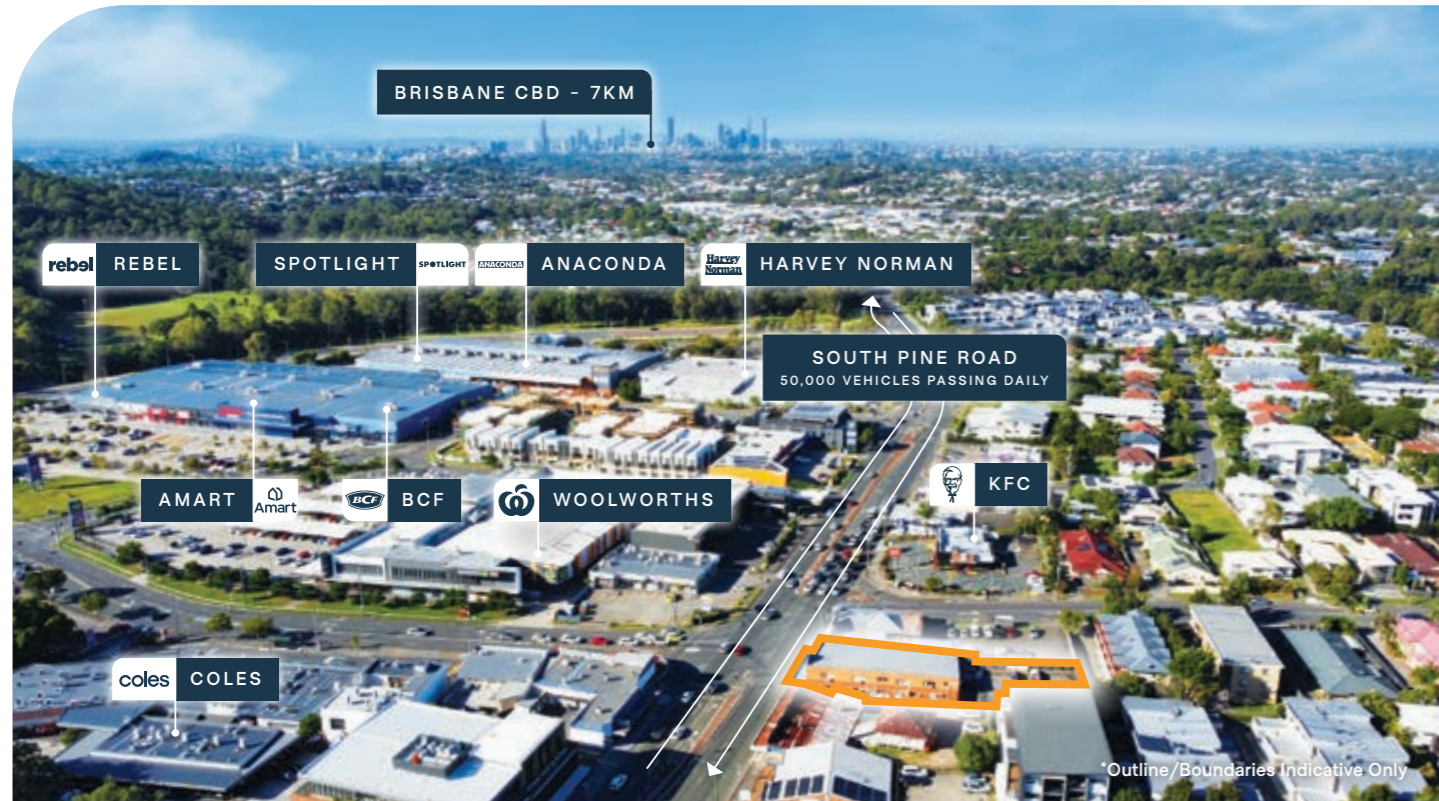 BRISBANE CBD - 7KM
rebel REBEL
SPOTLIGHT SPOTLIGHT
ANACONDA ANACONDA
Harvey Norman HARVEY NORMAN
SOUTH PINE ROAD
50,000 VEHICLES PASSING DAILY
AMART Amart
BCF BCF
WOOLWORTHS
KFC
coles COLES
*Outline/Boundaries Indicative Only